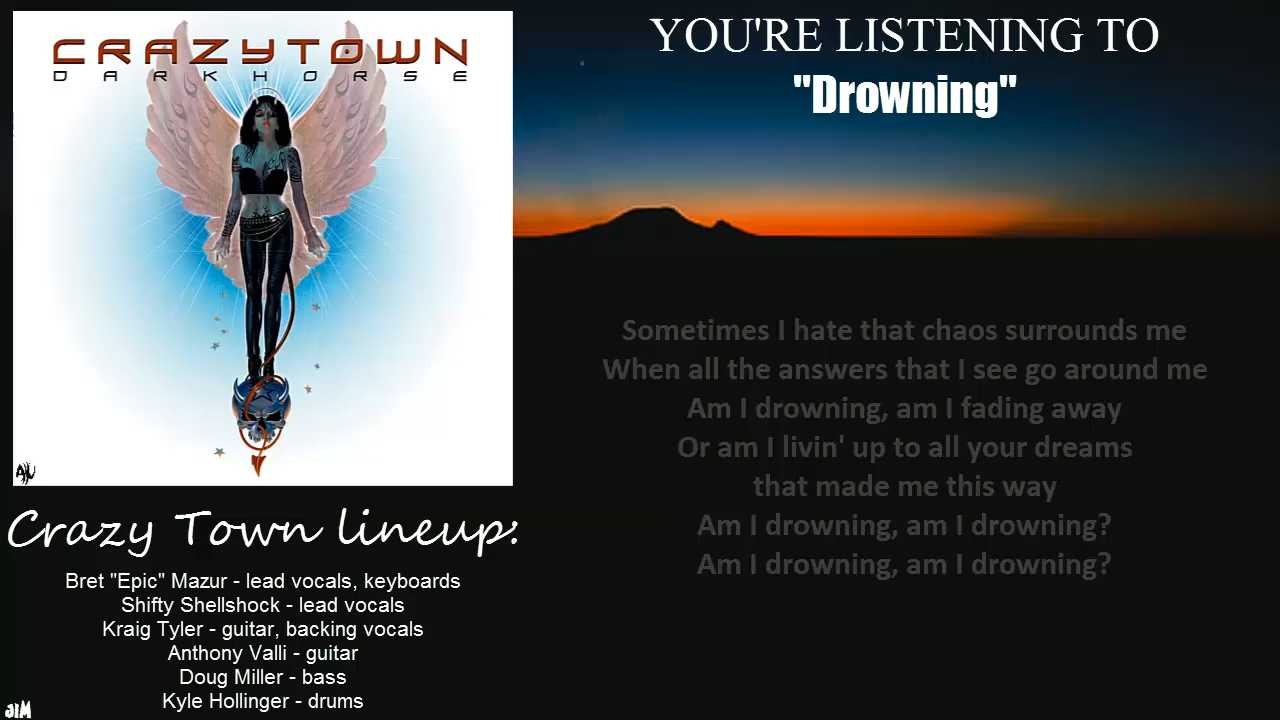 CRAZYTOWN
DARKHORSE
Crazy Town lineup:
Bret "Epic" Mazur - lead vocals, keyboards
Shifty Shellshock - lead vocals
Kraig Tyler - guitar, backing vocals
Anthony Valli - guitar
Doug Miller - bass
Kyle Hollinger - drums
JIM
YOU'RE LISTENING TO
"Drowning"
Sometimes I hate that chaos surrounds me
When all the answers that I see go around me
Am I drowning, am I fading away
Or am I livin' up to all your dreams
that made me this way
Am I drowning, am I drowning?
Am I drowning, am I drowning?